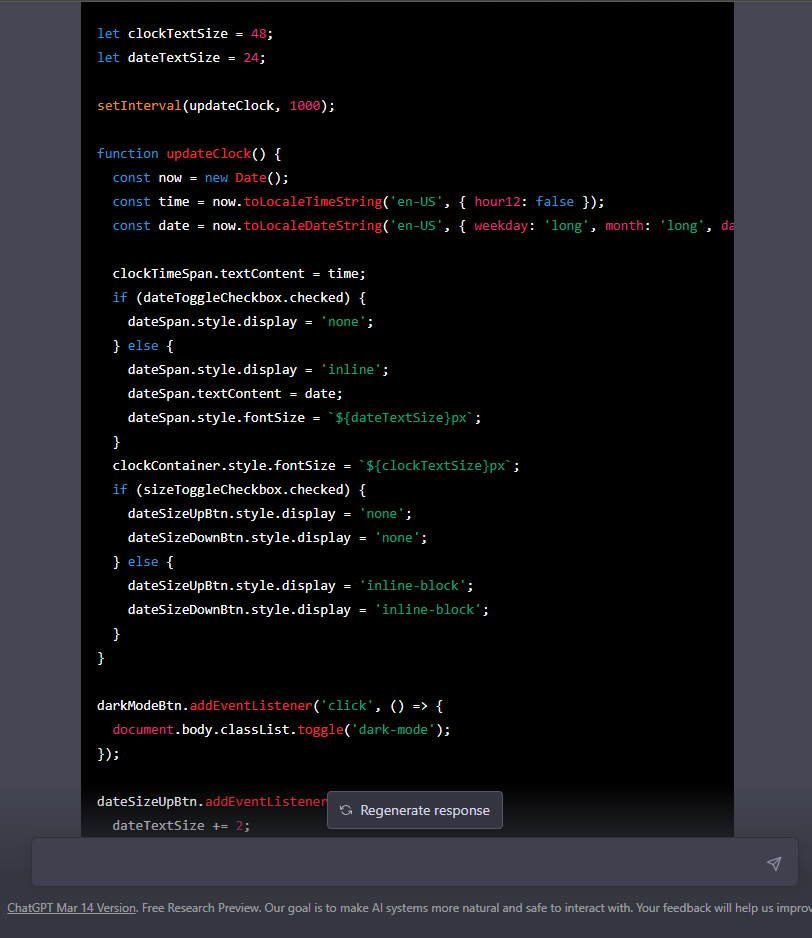 let clockTextSize = 48;
let dateTextSize = 24;
setInterval(updateClock, 1000);
function updateClock() {
  const now = new Date();
  const time = now.toLocaleTimeString('en-US', { hour12: false });
  const date = now.toLocaleDateString('en-US', { weekday: 'long', month: 'long', da
  clockTimeSpan.textContent = time;
  if (dateToggleCheckbox.checked) {
    dateSpan.style.display = 'none';
  } else {
    dateSpan.style.display = 'inline';
    dateSpan.textContent = date;
    dateSpan.style.fontSize = `${dateTextSize}px`;
  }
  clockContainer.style.fontSize = `${clockTextSize}px`;
  if (sizeToggleCheckbox.checked) {
    dateSizeUpBtn.style.display = 'none';
    dateSizeDownBtn.style.display = 'none';
  } else {
    dateSizeUpBtn.style.display = 'inline-block';
    dateSizeDownBtn.style.display = 'inline-block';
  }
}
darkModeBtn.addEventListener('click', () => {
  document.body.classList.toggle('dark-mode');
});
dateSizeUpBtn.addEventListener
Regenerate response
  dateTextSize += 2;
ChatGPT Mar 14 Version. Free Research Preview. Our goal is to make AI systems more natural and safe to interact with. Your feedback will help us improv